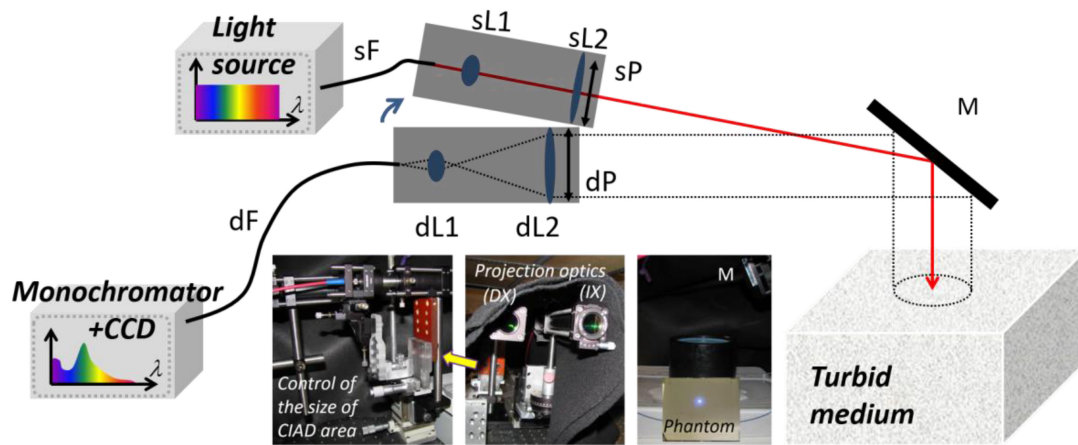 Light
source
λ
sF
sL1
sL2
sP
M
dF
dL1
dL2
dP
Monochromator
+CCD
λ
Control of
the size of
CIAD area
Projection optics
(DX)
(IX)
M
Phantom
Turbid
medium